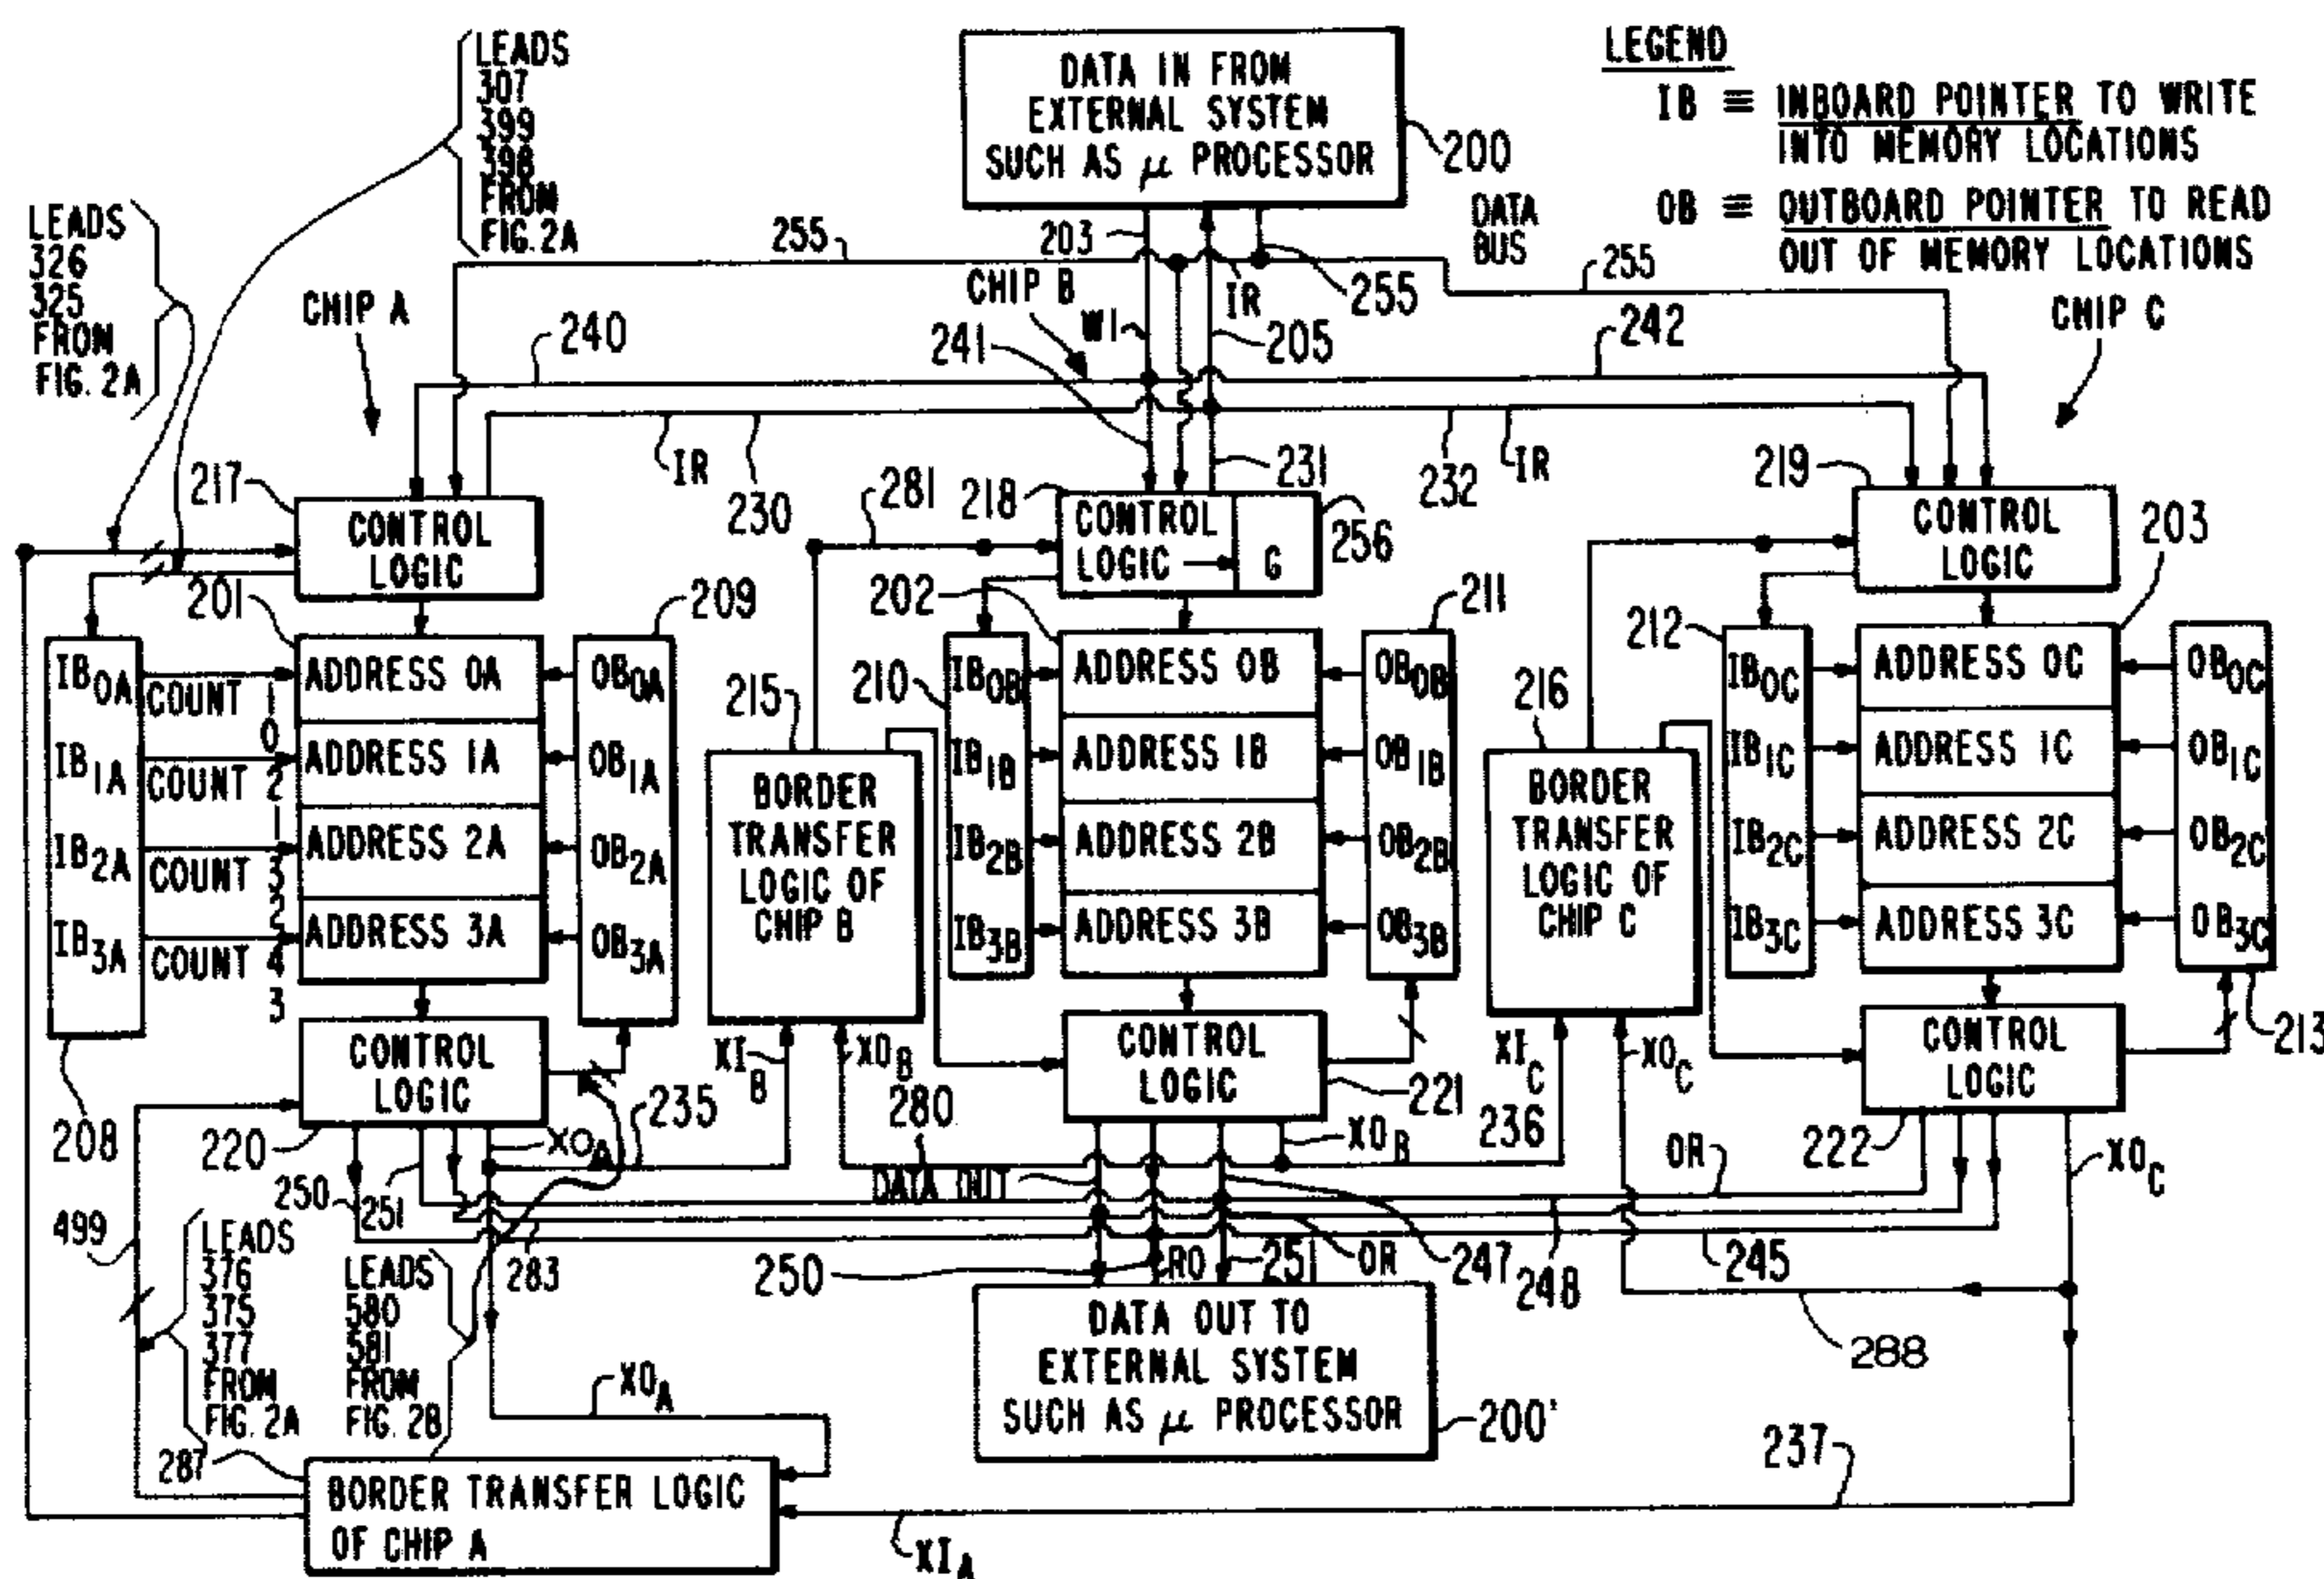 LEADS
307
399
398
FROM
FIG. 2A
DATA IN FROM
EXTERNAL SYSTEM
SUCH AS μ PROCESSOR
200
LEGEND
IB ≡ INBOARD POINTER TO WRITE
INTO MEMORY LOCATIONS
OB ≡ OUTBOARD POINTER TO READ
OUT OF MEMORY LOCATIONS
LEADS
326
325
FROM
FIG. 2A
255
203
DATA
BUS
255
255
CHIP A
CHIP B
IR
CHIP C
240
241
W1
205
242
217
IR
230
281
218
231
232
IR
219
203
CONTROL
LOGIC
CONTROL
LOGIC
G
256
CONTROL
LOGIC
201
209
202
211
212
IB0A
COUNT 1
0
ADDRESS 0A
OB0A
215
210
IB0B
ADDRESS 0B
OB0B
216
IB0C
ADDRESS 0C
OB0C
IB1A
COUNT 2
1
ADDRESS 1A
OB1A
IB1B
ADDRESS 1B
OB1B
IB1C
ADDRESS 1C
OB1C
IB2A
COUNT 3
2
ADDRESS 2A
OB2A
IB2B
ADDRESS 2B
OB2B
IB2C
ADDRESS 2C
OB2C
IB3A
COUNT 4
3
ADDRESS 3A
OB3A
IB3B
ADDRESS 3B
OB3B
IB3C
ADDRESS 3C
OB3C
BORDER
TRANSFER
LOGIC OF
CHIP B
BORDER
TRANSFER
LOGIC OF
CHIP C
CONTROL
LOGIC
CONTROL
LOGIC
CONTROL
LOGIC
208
220
XOA
235
XIB
XOB
280
221
XOB
XIC
236
XOC
222
213
XOC
250
251
DATA OUT
OR
499
283
250
RO
25
OR
247
248
245
288
LEADS
376
375
377
FROM
FIG. 2A
LEADS
580
581
FROM
FIG. 2B
XOA
DATA OUT TO
EXTERNAL SYSTEM
SUCH AS μ PROCESSOR
200'
237
287
BORDER TRANSFER LOGIC
OF CHIP A
XIA